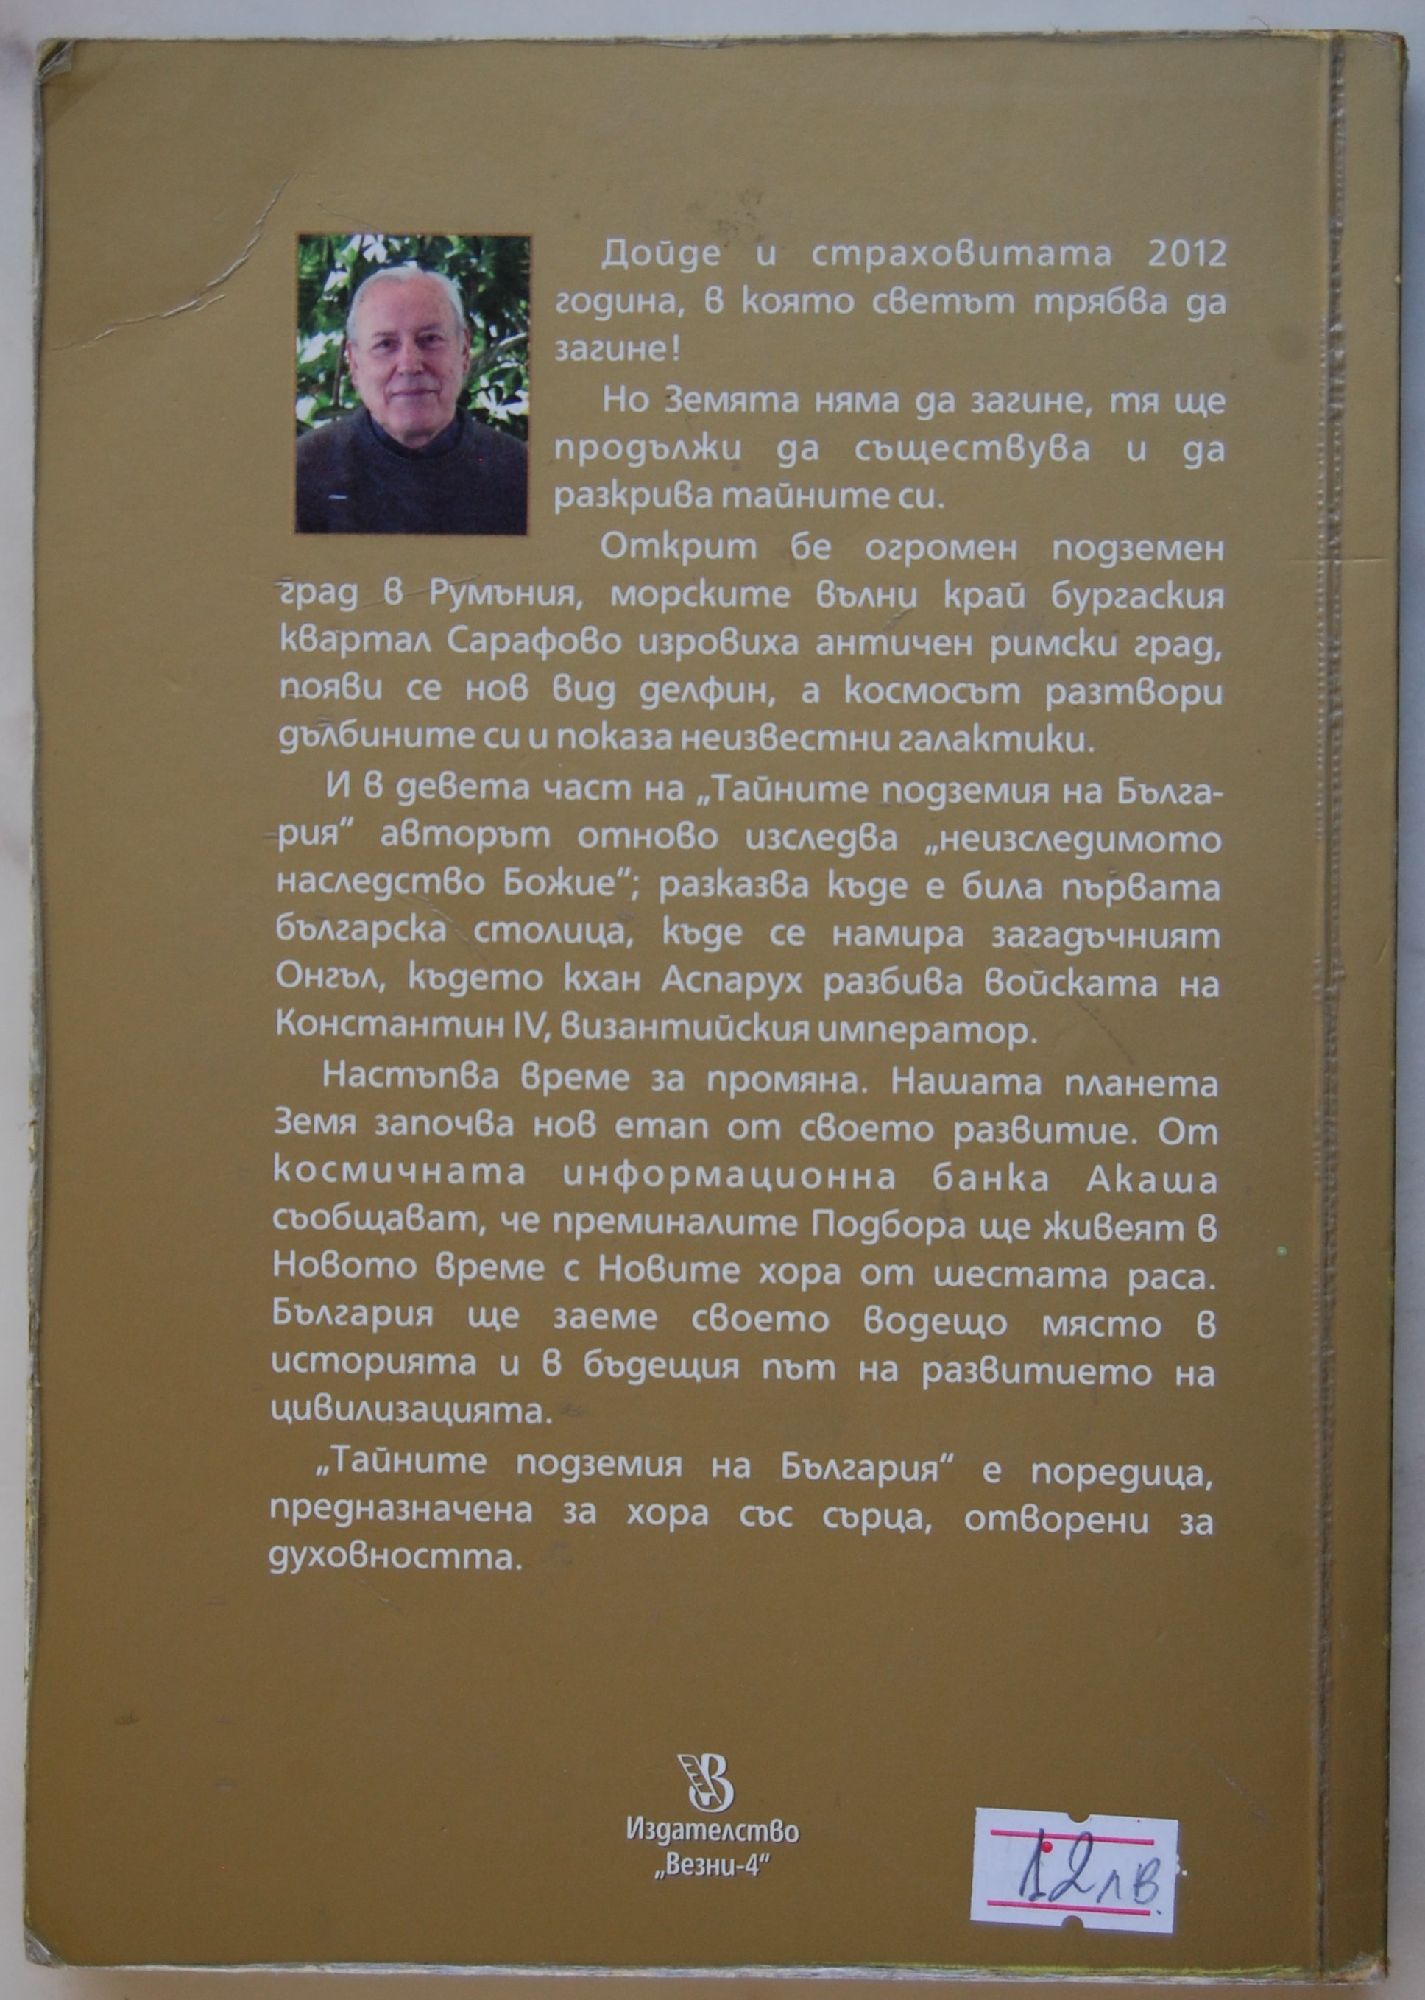 Дойде и страховитата 2012
година, в която светът трябва да
загине!
Но Земята няма да загине, тя ще
продължи да съществува и да
разкрива тайните си.
Открит бе огромен подземен
град в Румъния, морските вълни край бургаския
квартал Сарафово изровиха античен римски град,
появи се нов вид делфин, а космосът разтвори
дълбините си и показа неизвестни галактики.
И в девета част на „Тайните подземия на Бълга-
рия“ авторът отново изследва „неизследимото
наследство Божие“; разказва къде е била първата
българска столица, къде се намира загадъчният
Онгъл, където кхан Аспарух разбива войската на
Константин IV, византийския император.
Настъпва време за промяна. Нашата планета
Земя започва нов етап от своето развитие. От
космичната информационна банка Акаша
съобщават, че преминалите Подбора ще живеят в
Новото време с Новите хора от шестата раса.
България ще заеме своето водещо място в
историята и в бъдещия път на развитието на
цивилизацията.
„Тайните подземия на България“ е поредица,
предназначена за хора със сърца, отворени за
духовността.
Издателство
„Везни-4“
12лв.